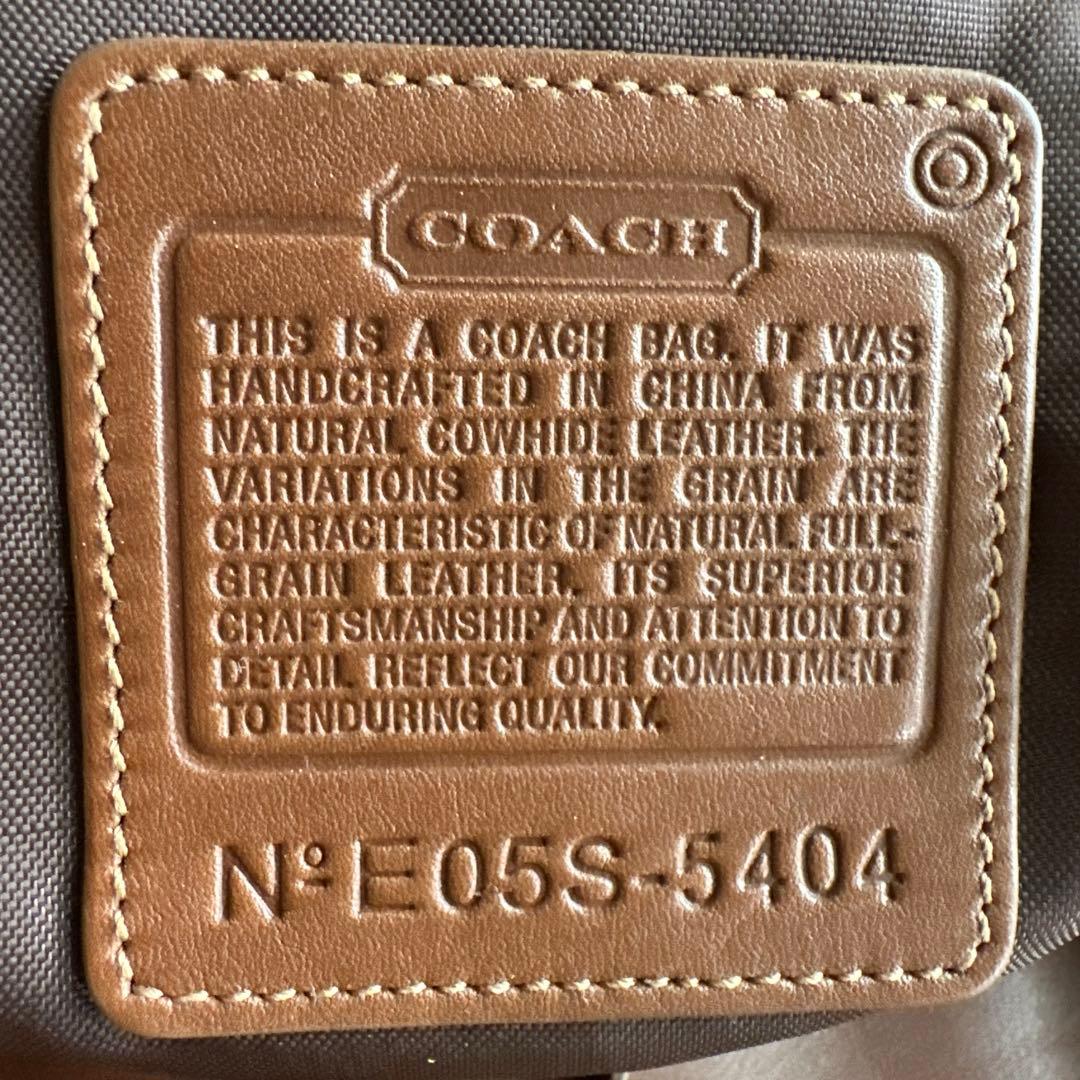 COACH
THIS IS A COACH BAG. IT WAS
HANDCRAFTED IN CHINA FROM
NATURAL COWHIDE LEATHER. THE
VARIATIONS IN THE GRAIN ARE
CHARACTERISTIC OF NATURAL FULL-
GRAIN LEATHER. ITS SUPERIOR
CRAFTSMANSHIP AND ATTENTION TO
DETAIL REFLECT OUR COMMITMENT
TO ENDURING QUALITY.
Nº E05S-5404